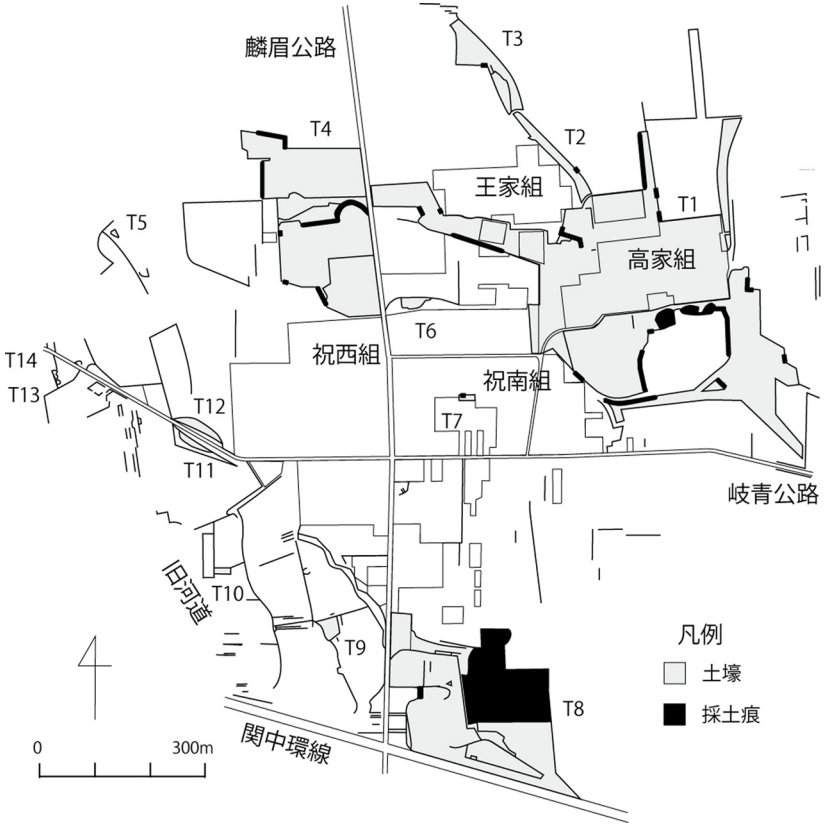 麟眉公路
T3
T4
T2
王家組
T1
T5
高家組
T6
T14
祝西組
祝南組
T13
T12
T7
T11
岐青公路
旧河道
T10
凡例
T9
土壕
T8
採土痕
関中環線
0 300m